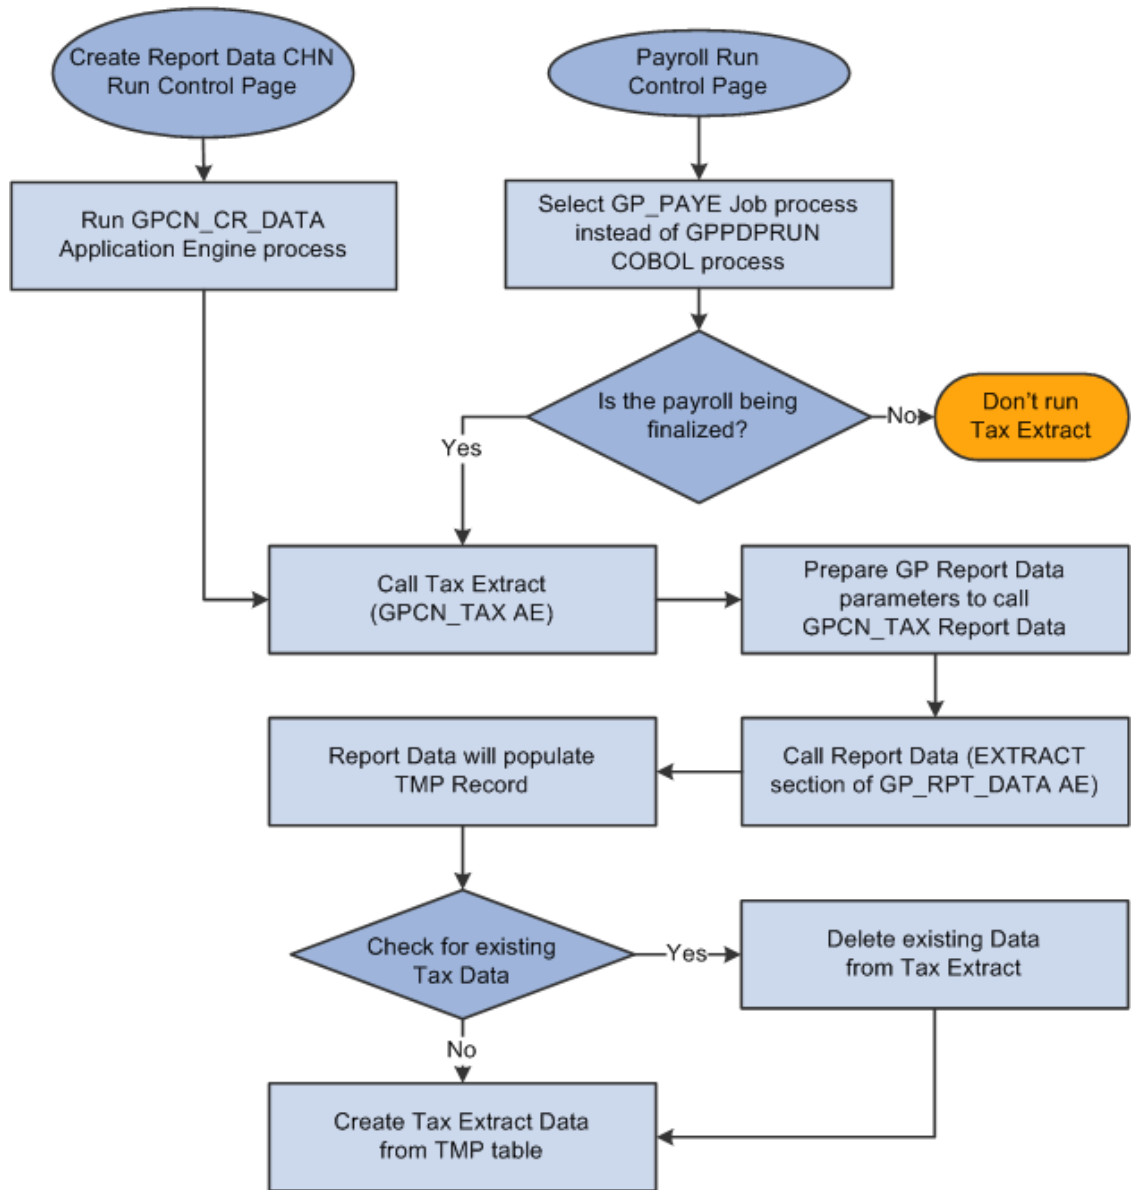 Create Report Data CHN
Run Control Page
Payroll Run
Control Page
Run GPCN_CR_DATA
Application Engine process
Select GP_PAYE Job process
instead of GPPDPRUN
COBOL process
Is the payroll being
finalized?
No
Don't run
Tax Extract
Yes
Call Tax Extract
(GPCN_TAX AE)
Prepare GP Report Data
parameters to call
GPCN_TAX Report Data
Report Data will populate
TMP Record
Call Report Data (EXTRACT
section of GP_RPT_DATA AE)
Check for existing
Tax Data
Yes
Delete existing Data
from Tax Extract
No
Create Tax Extract Data
from TMP table